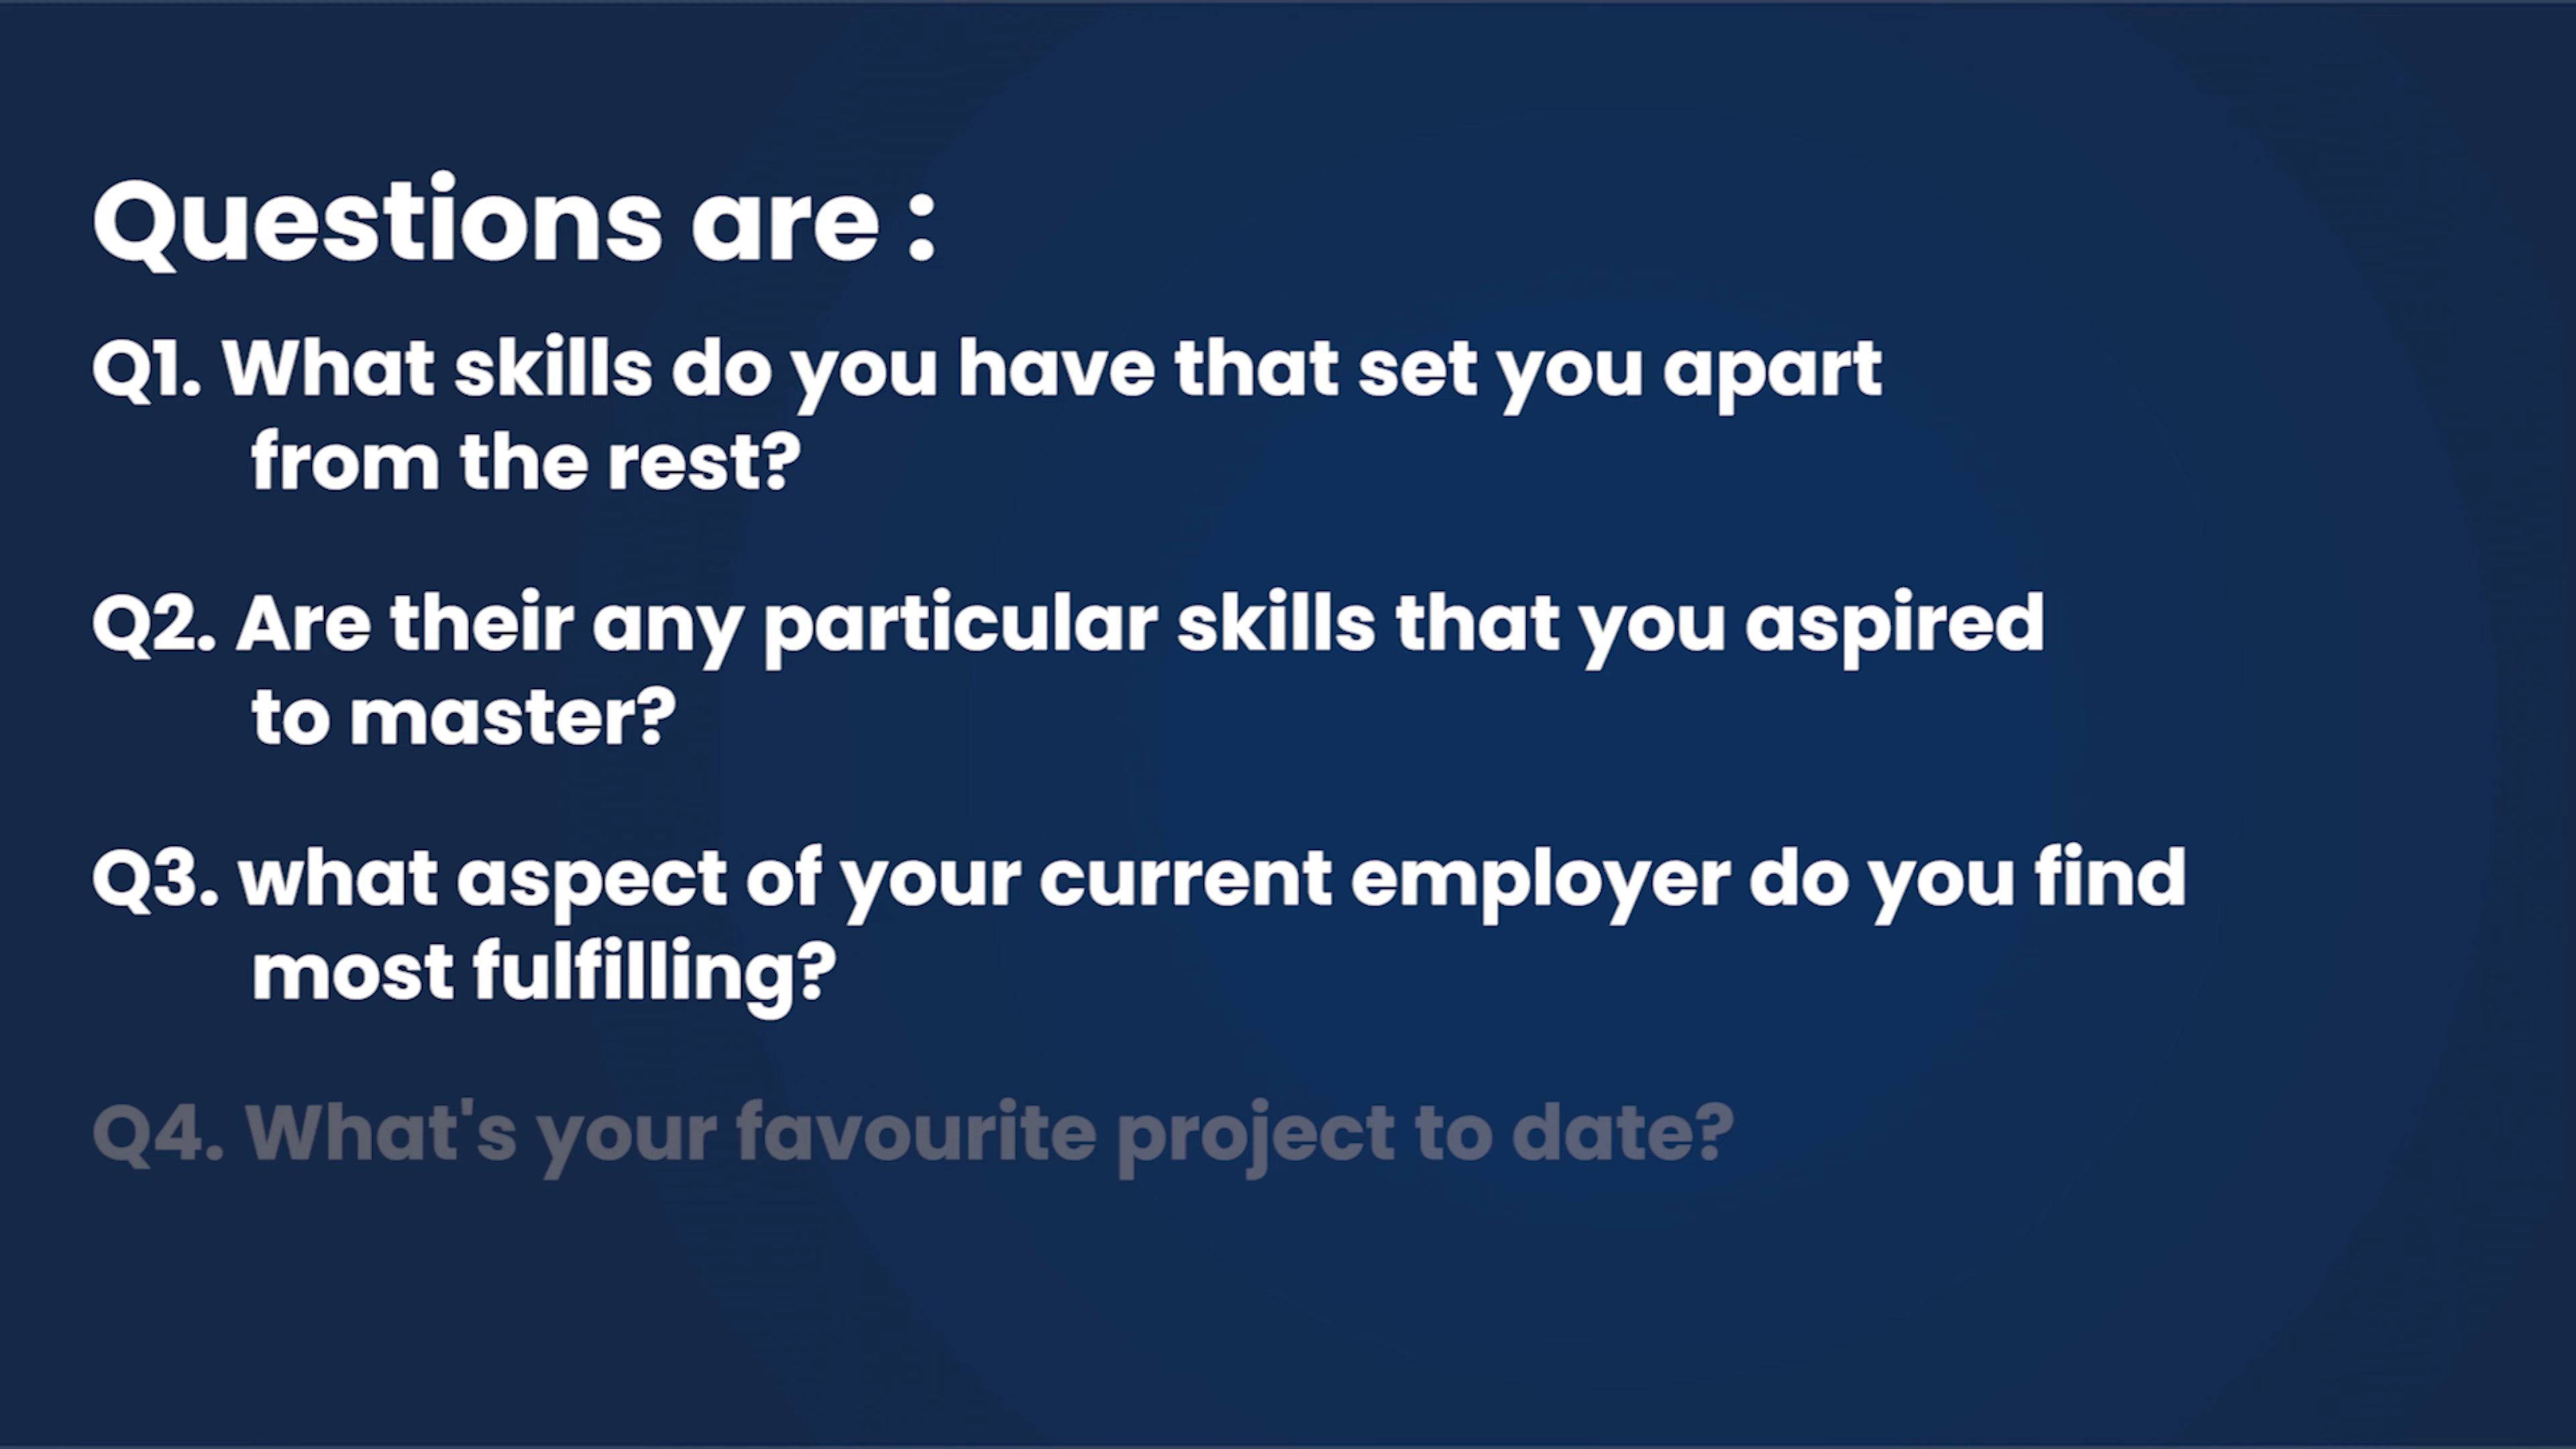 Questions are :
Q1. What skills do you have that set you apart
from the rest?
Q2. Are their any particular skills that you aspired
to master?
Q3. what aspect of your current employer do you find
most fulfilling?
Q4. What's your favourite project to date?